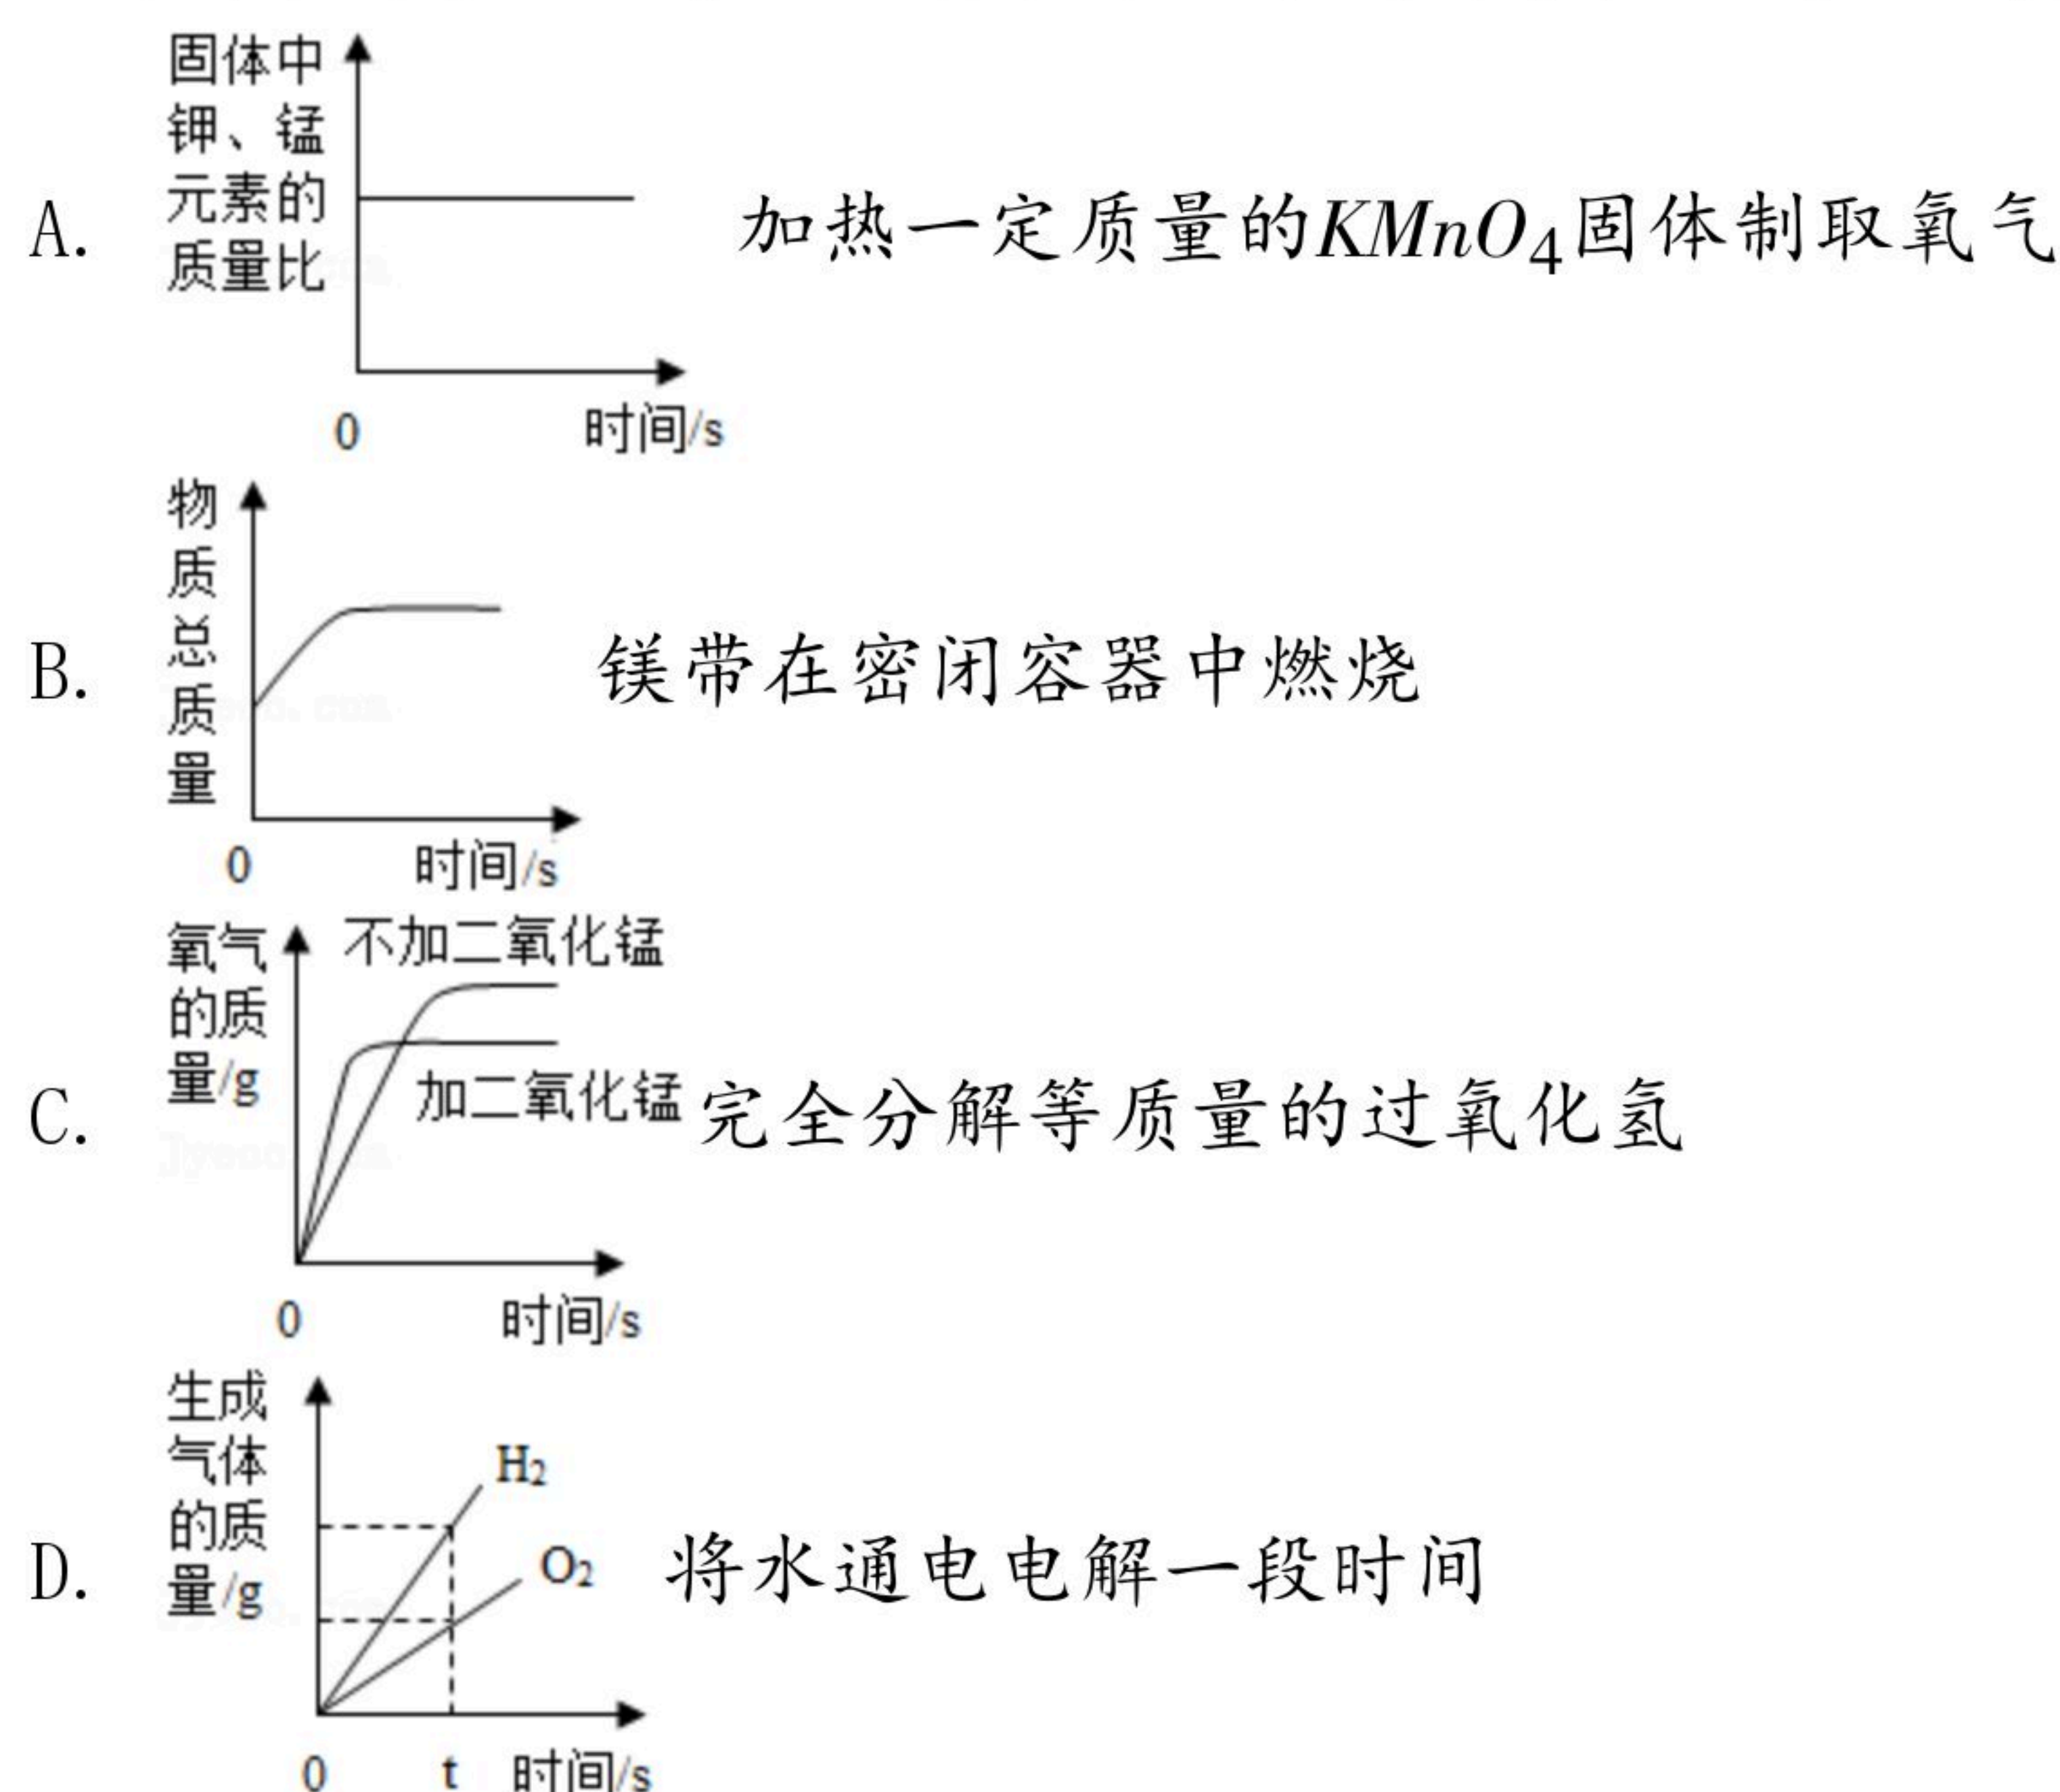 固体中
钾、锰
元素的
质量比
A.
加热一定质量的KMnO₄固体制取氧气
0
时间/s
物
质
总
质
量
B.
镁带在密闭容器中燃烧
0
时间/s
氧气
的质
量/g
不加二氧化锰
加二氧化锰
C.
完全分解等质量的过氧化氢
0
时间/s
生成
气体
的质
量/g
H₂
O₂
D.
将水通电电解一段时间
0
t
时间/s